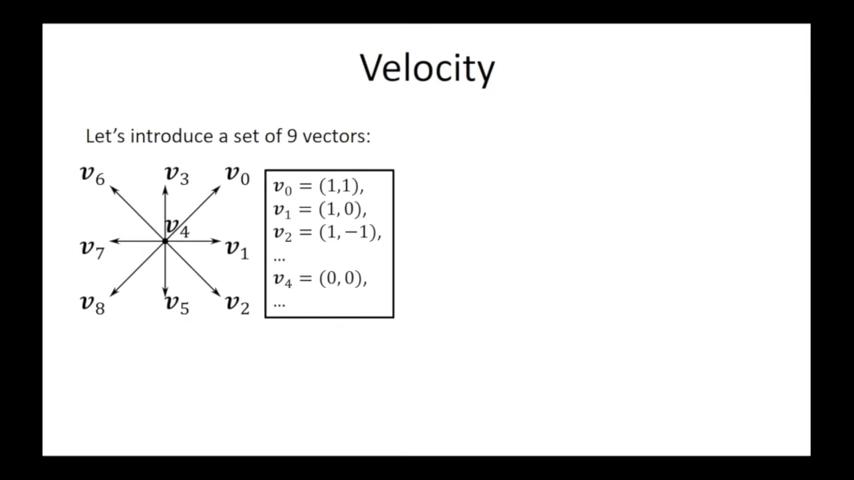 Velocity
Let's introduce a set of 9 vectors:
v₆ v₃ v₀
v₄
v₇ v₁
v₈ v₅ v₂
v₀ = (1,1),
v₁ = (1,0),
v₂ = (1,−1),
...
v₄ = (0,0),
...